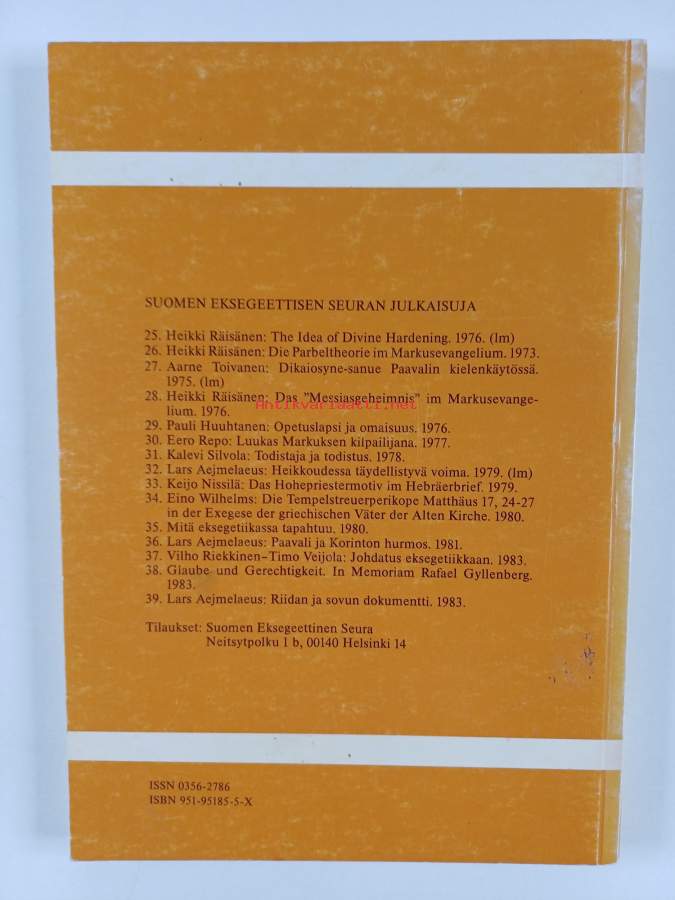 SUOMEN EKSEGEETTISEN SEURAN JULKAISUJA
25. Heikki Räisänen: The Idea of Divine Hardening. 1976. (lm)
26. Heikki Räisänen: Die Parbeltheorie im Markusevangelium. 1973.
27. Aarne Toivanen: Dikaiosyne-sanue Paavalin kielenkäytössä.
1975. (lm)
28. Heikki Räisänen: Das "Messiasgeheimnis" im Markusevange-
lium. 1976.
antikvariaatti.net
29. Pauli Huuhtanen: Opetuslapsi ja omaisuus. 1976.
30. Eero Repo: Luukas Markuksen kilpailijana. 1977.
31. Kalevi Silvola: Todistaja ja todistus. 1978.
32. Lars Aejmelaeus: Heikkoudessa täydellistyvä voima. 1979. (lm)
33. Keijo Nissilä: Das Hohepriestermotiv im Hebräerbrief. 1979.
34. Eino Wilhelms: Die Tempelstreuerperikope Matthäus 17, 24-27
in der Exegese der griechischen Väter der Alten Kirche. 1980.
35. Mitä eksegetiikassa tapahtuu. 1980.
36. Lars Aejmelaeus: Paavali ja Korinton hurmos. 1981.
37. Vilho Riekkinen–Timo Veijola: Johdatus eksegetiikkaan. 1983.
38. Glaube und Gerechtigkeit. In Memoriam Rafael Gyllenberg.
1983.
39. Lars Aejmelaeus: Riidan ja sovun dokumentti. 1983.
Tilaukset: Suomen Eksegeettinen Seura
Neitsytpolku 1 b, 00140 Helsinki 14
ISSN 0356-2786
ISBN 951-95185-5-X